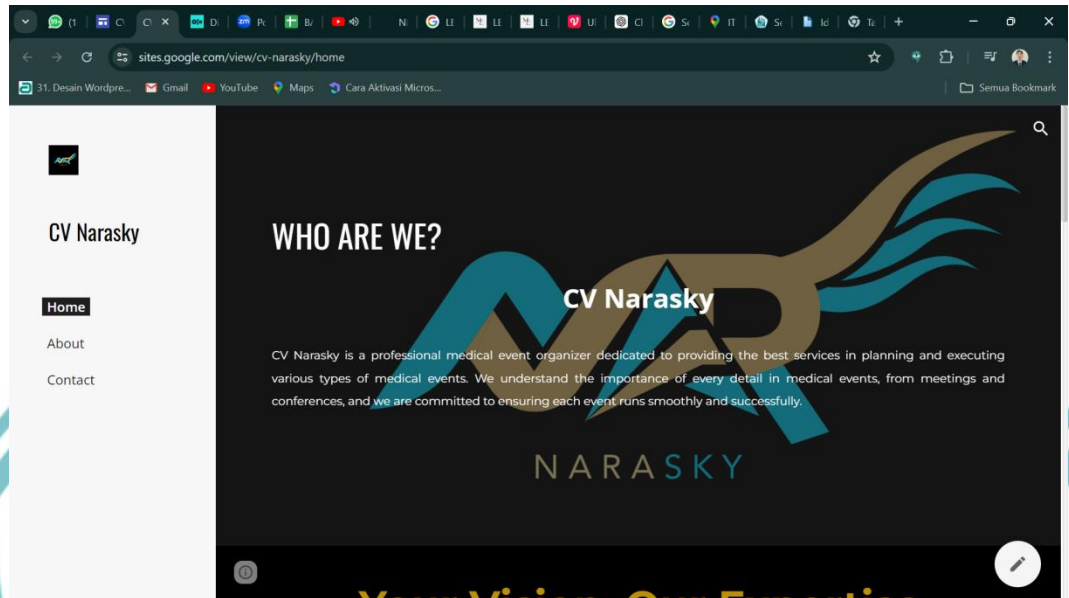 sites.google.com/view/cv-narasky/home
31. Desain Wordpre... Gmail YouTube Maps Cara Aktivasi Micros... Semua Bookmark
CV Narasky
Home
About
Contact
WHO ARE WE?
CV Narasky
CV Narasky is a professional medical event organizer dedicated to providing the best services in planning and executing
various types of medical events. We understand the importance of every detail in medical events, from meetings and
conferences, and we are committed to ensuring each event runs smoothly and successfully.
NARASKY
Your Vision, Our Expertise